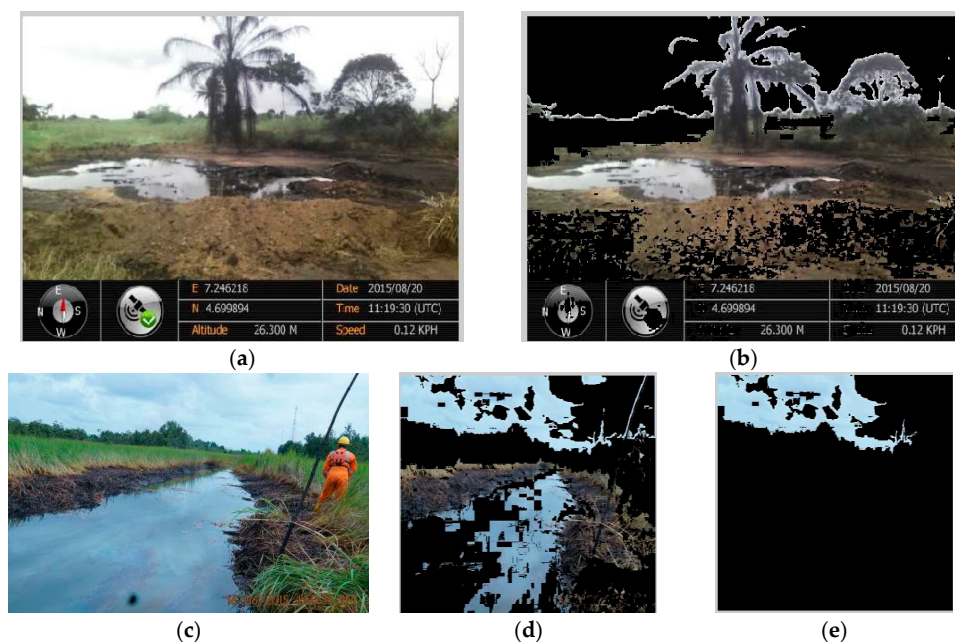 E 7.246218 Date 2015/08/20
N 4.699894 Time 11:19:30 (UTC)
Altitude 26.300 M Speed 0.12 KPH
E
N S
W
7.246218 2015/08/20
4.699894 11:19:30 (UTC)
26.300 M 0.12 KPH
(a) (b)
(c) (d) (e)